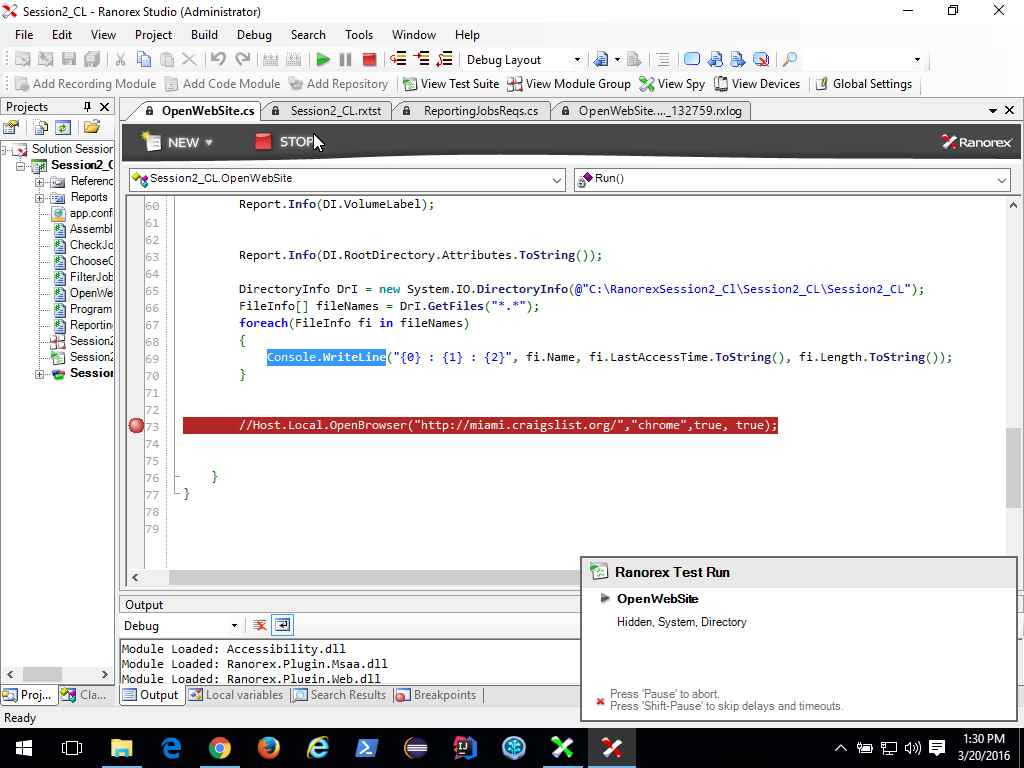 Session2_CL - Ranorex Studio (Administrator)
File Edit View Project Build Debug Search Tools Window Help
Debug Layout
Add Recording Module Add Code Module Add Repository View Test Suite View Module Group View Spy View Devices Global Settings
Projects
OpenWebSite.cs Session2_CL.rxtst ReportingJobsReqs.cs OpenWebSite...._132759.rxlog
NEW STOP Ranorex
Solution Session
Session2_C
Referenc
Reports
app.conf
Assembl
CheckJo
ChooseC
FilterJob
OpenWe
Program
Reportin
Session2
Session2
Session
Session2_CL.OpenWebSite Run()
60 Report.Info(DI.VolumeLabel);
61
62
63 Report.Info(DI.RootDirectory.Attributes.ToString());
64
65 DirectoryInfo DrI = new System.IO.DirectoryInfo(@"C:\RanorexSession2_Cl\Session2_CL\Session2_CL");
66 FileInfo[] fileNames = DrI.GetFiles("*.*");
67 foreach(FileInfo fi in fileNames)
68 {
69 Console.WriteLine("{0} : {1} : {2}", fi.Name, fi.LastAccessTime.ToString(), fi.Length.ToString());
70 }
71
72
73 //Host.Local.OpenBrowser("http://miami.craigslist.org/","chrome",true, true);
74
75
76 }
77 }
78
79
Output
Debug
Module Loaded: Accessibility.dll
Module Loaded: Ranorex.Plugin.Msaa.dll
Module Loaded: Ranorex.Plugin.Web.dll
Proj... Cla... Output Local variables Search Results Breakpoints
Ready
Ranorex Test Run
OpenWebSite
Hidden, System, Directory
Press 'Pause' to abort.
Press 'Shift-Pause' to skip delays and timeouts.
1:30 PM
3/20/2016